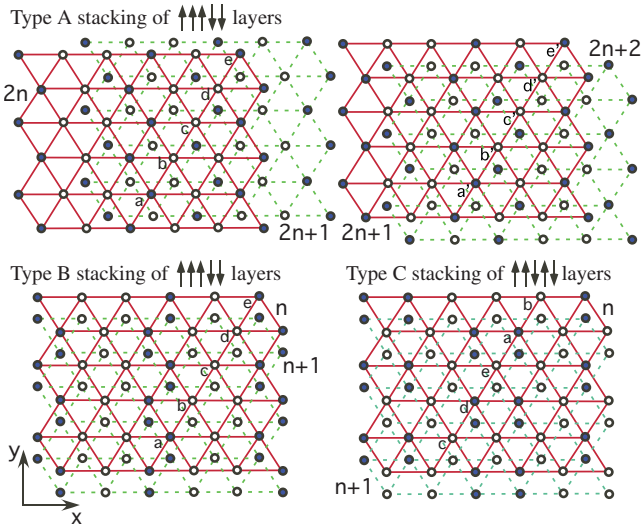 Type A stacking of ↑↑↑↓↓ layers
2n
e
d
c
b
a
2n+1
e'
2n+2
d'
c'
b'
a'
2n+1
Type B stacking of ↑↑↑↓↓ layers
e
n
d
n+1
c
b
a
y
x
Type C stacking of ↑↑↓↑↓ layers
b
n
a
e
d
c
n+1